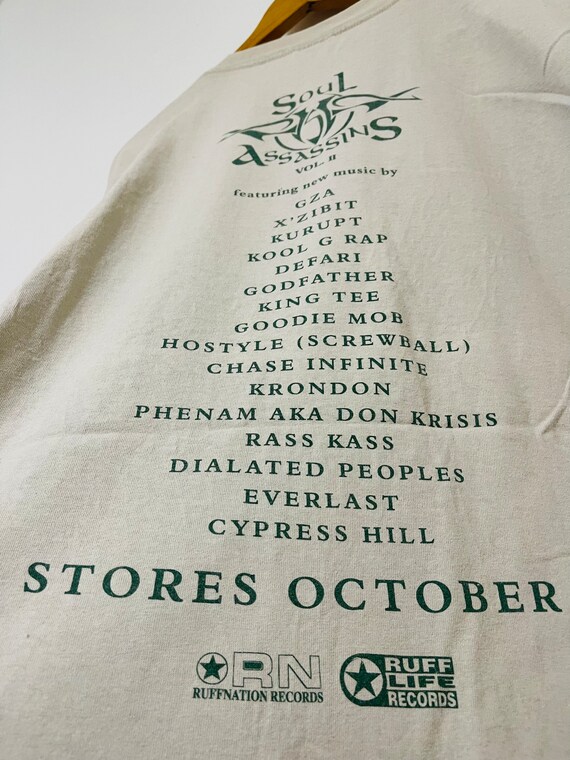 SOUL
ASSASSINS
VOL. II
featuring new music by
GZA
X'ZIBIT
KURUPT
KOOL G RAP
DEFARI
GODFATHER
KING TEE
GOODIE MOB
HOSTYLE (SCREWBALL)
CHASE INFINITE
KRONDON
PHENAM AKA DON KRISIS
RASS KASS
DIALATED PEOPLES
EVERLAST
CYPRESS HILL
STORES OCTOBER
RN
RUFFNATION RECORDS
RUFF
LIFE
RECORDS